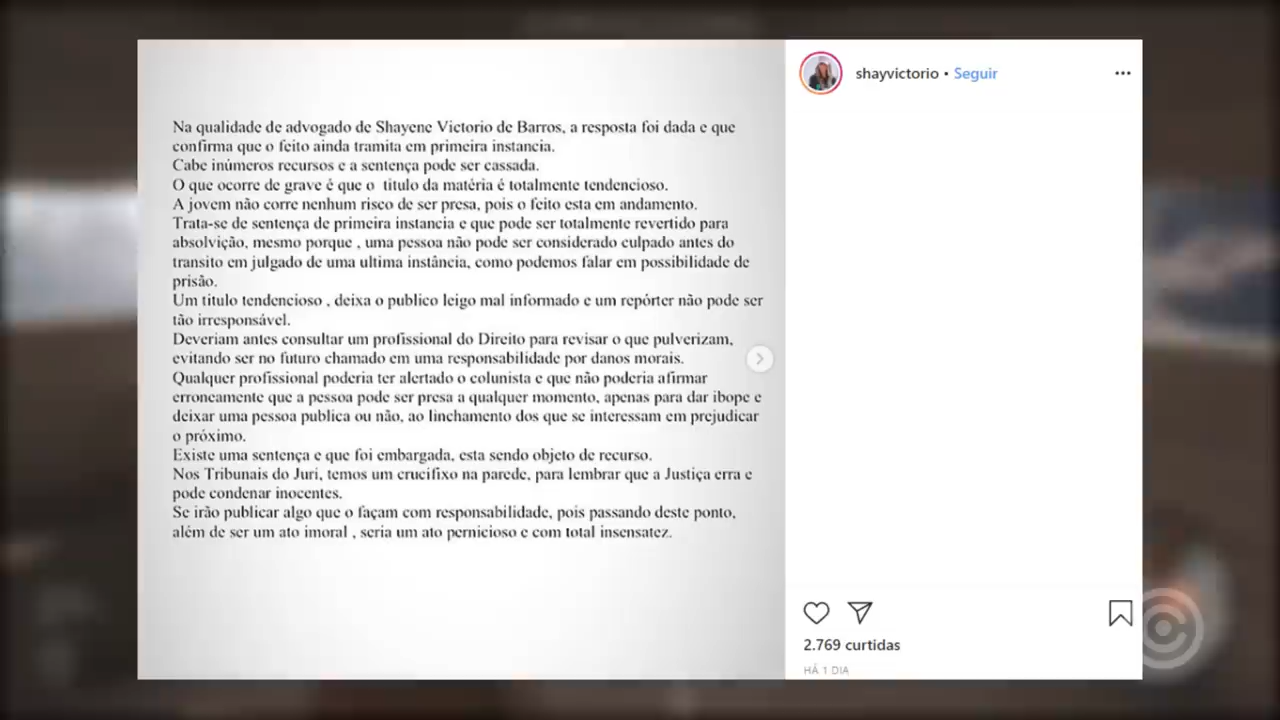 Na qualidade de advogado de Shayene Victorio de Barros, a resposta foi dada e que
confirma que o feito ainda tramita em primeira instancia.
Cabe inúmeros recursos e a sentença pode ser cassada.
O que ocorre de grave é que o titulo da matéria é totalmente tendencioso.
A jovem não corre nenhum risco de ser presa, pois o feito esta em andamento.
Trata-se de sentença de primeira instancia e que pode ser totalmente revertido para
absolvição, mesmo porque , uma pessoa não pode ser considerado culpado antes do
transito em julgado de uma ultima instância, como podemos falar em possibilidade de
prisão.
Um titulo tendencioso , deixa o publico leigo mal informado e um repórter não pode ser
tão irresponsável.
Deveriam antes consultar um profissional do Direito para revisar o que pulverizam,
evitando ser no futuro chamado em uma responsabilidade por danos morais.
Qualquer profissional poderia ter alertado o colunista e que não poderia afirmar
erroneamente que a pessoa pode ser presa a qualquer momento, apenas para dar ibope e
deixar uma pessoa publica ou não, ao linchamento dos que se interessam em prejudicar
o próximo.
Existe uma sentença e que foi embargada, esta sendo objeto de recurso.
Nos Tribunais do Juri, temos um crucifixo na parede, para lembrar que a Justiça erra e
pode condenar inocentes.
Se irão publicar algo que o façam com responsabilidade, pois passando deste ponto,
além de ser um ato imoral , seria um ato pernicioso e com total insensatez.
shayvictorio • Seguir
2.769 curtidas
HÁ 1 DIA